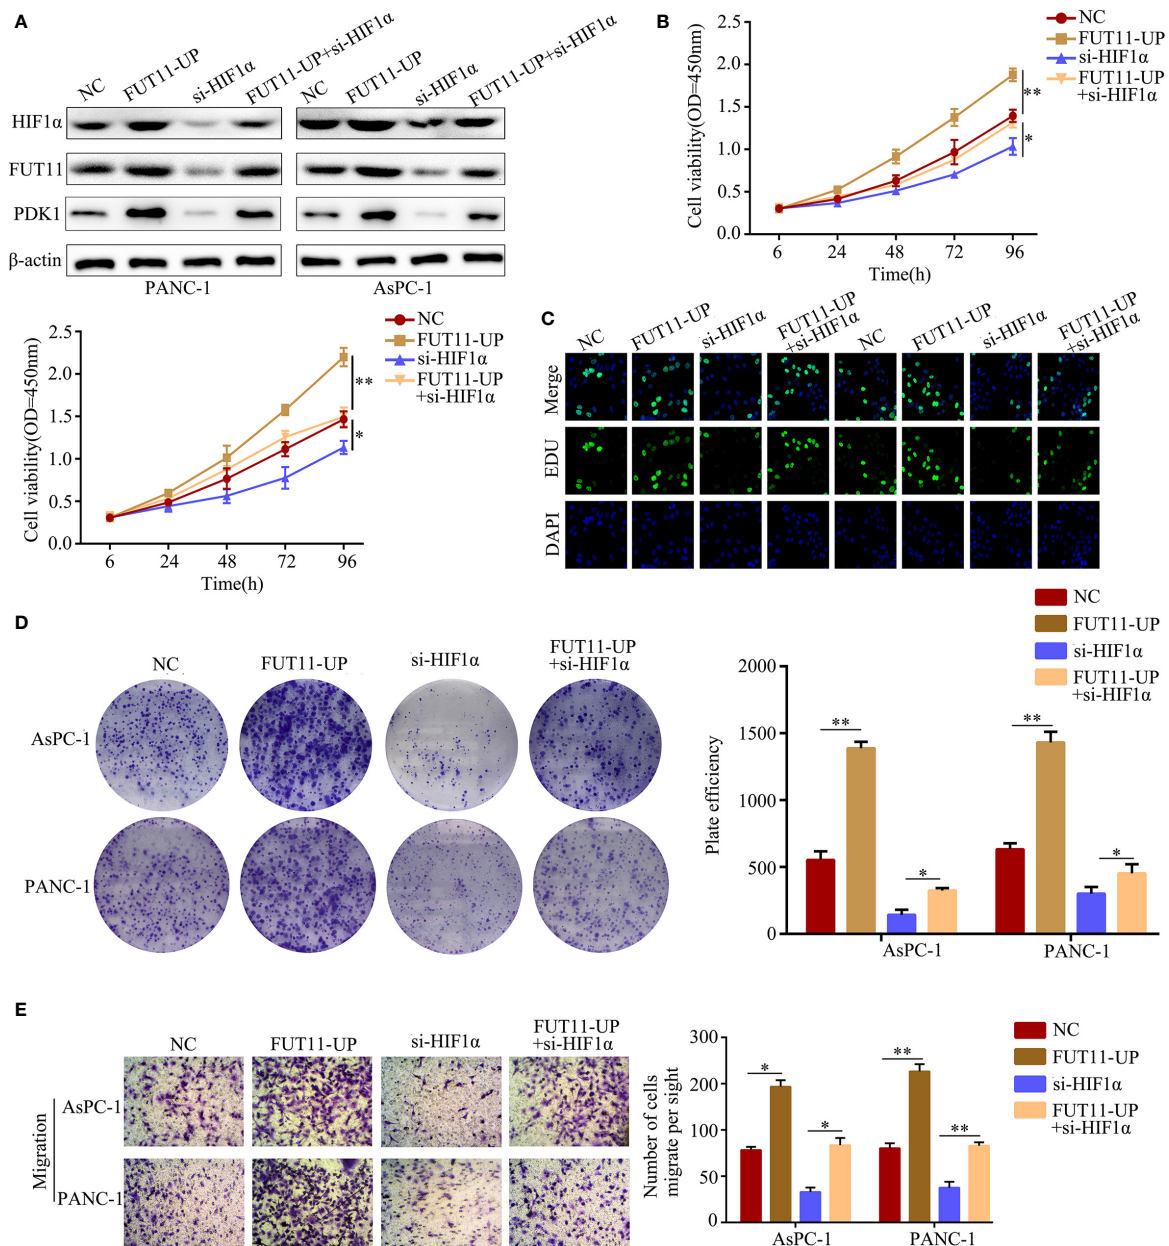 A
NC FUT11-UP si-HIF1α FUT11-UP+si-HIF1α NC FUT11-UP si-HIF1α FUT11-UP+si-HIF1α
HIF1α
FUT11
PDK1
β-actin
PANC-1 AsPC-1
B
NC
FUT11-UP
si-HIF1α
FUT11-UP
+si-HIF1α
Cell viability(OD=450nm)
2.5
2.0
1.5
1.0
0.5
0.0
**
*
6 24 48 72 96
Time(h)
NC
FUT11-UP
si-HIF1α
FUT11-UP
+si-HIF1α
Cell viability(OD=450nm)
2.5
2.0
1.5
1.0
0.5
0.0
**
*
6 24 48 72 96
Time(h)
C
NC FUT11-UP si-HIF1α FUT11-UP
+si-HIF1α NC FUT11-UP si-HIF1α FUT11-UP
+si-HIF1α
Merge
EDU
DAPI
D
NC FUT11-UP si-HIF1α FUT11-UP
+si-HIF1α
AsPC-1
PANC-1
NC
FUT11-UP
si-HIF1α
FUT11-UP
+si-HIF1α
Plate efficiency
2000
1500
1000
500
0
** * ** *
AsPC-1 PANC-1
E
NC FUT11-UP si-HIF1α FUT11-UP
+si-HIF1α
Migration
AsPC-1
PANC-1
NC
FUT11-UP
si-HIF1α
FUT11-UP
+si-HIF1α
Number of cells
migrate per sight
300
200
100
50
0
* * ** **
AsPC-1 PANC-1